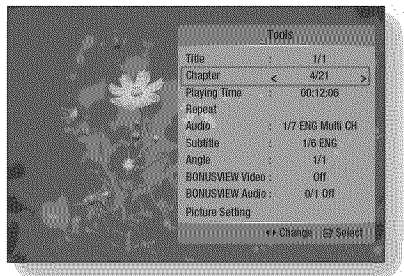 Tools
Title : 1/1
Chapter < 4/21 >
Playing Time : 00:12:06
Repeat
Audio : 1/7 ENG Multi CH
Subtitle : 1/6 ENG
Angle : 1/1
BONUSVIEW Video : Off
BONUSVIEW Audio : 0/1 Off
Picture Setting
Change Select